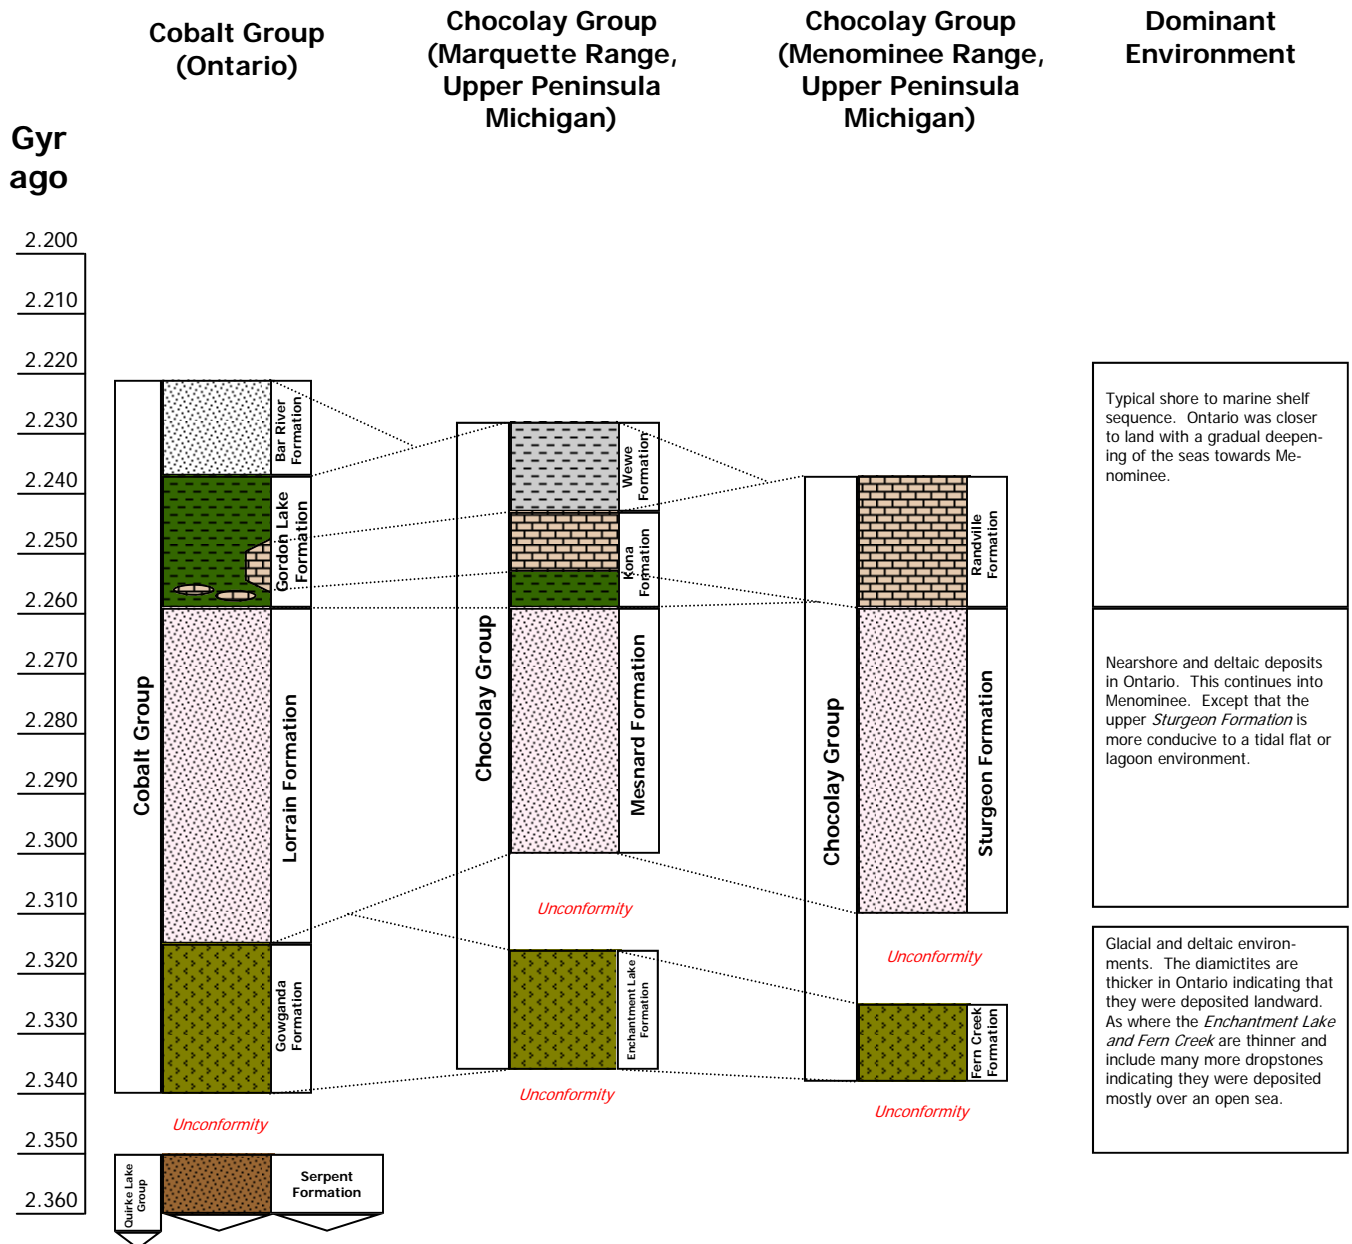 Cobalt Group
(Ontario)
Chocolay Group
(Marquette Range,
Upper Peninsula
Michigan)
Chocolay Group
(Menominee Range,
Upper Peninsula
Michigan)
Dominant
Environment
Gyr
ago
2.200
2.210
2.220
2.230
2.240
2.250
2.260
2.270
2.280
2.290
2.300
2.310
2.320
2.330
2.340
2.350
2.360
Cobalt Group
Bar River
Formation
Gordon Lake
Formation
Lorrain Formation
Gowganda
Formation
Unconformity
Quirke Lake
Group
Serpent
Formation
Chocolay Group
Wewe
Formation
Kona
Formation
Mesnard Formation
Unconformity
Enchantment Lake
Formation
Unconformity
Chocolay Group
Randville
Formation
Sturgeon Formation
Unconformity
Fern Creek
Formation
Unconformity
Typical shore to marine shelf
sequence. Ontario was closer
to land with a gradual deepen-
ing of the seas towards Me-
nominee.
Nearshore and deltaic deposits
in Ontario. This continues into
Menominee. Except that the
upper Sturgeon Formation is
more conducive to a tidal flat or
lagoon environment.
Glacial and deltaic environ-
ments. The diamictites are
thicker in Ontario indicating that
they were deposited landward.
As where the Enchantment Lake
and Fern Creek are thinner and
include many more dropstones
indicating they were deposited
mostly over an open sea.